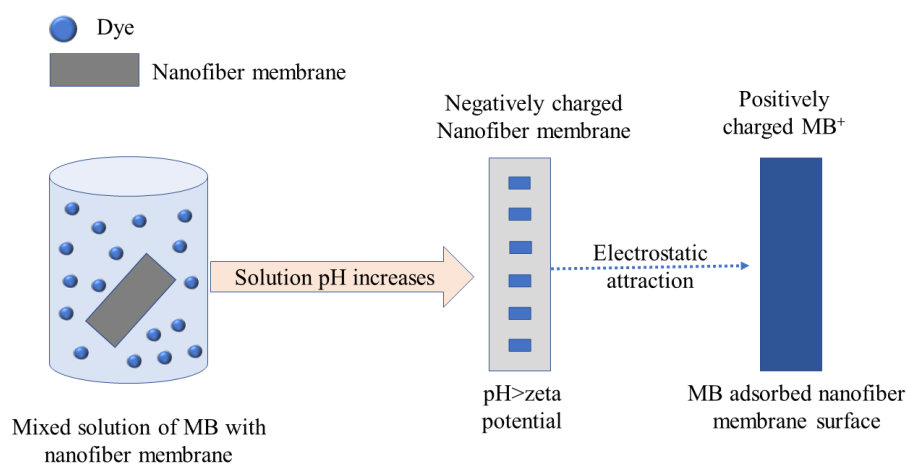 Dye
Nanofiber membrane
Negatively charged
Nanofiber membrane
Positively
charged MB⁺
Solution pH increases
Electrostatic
attraction
pH>zeta
potential
MB adsorbed nanofiber
membrane surface
Mixed solution of MB with
nanofiber membrane